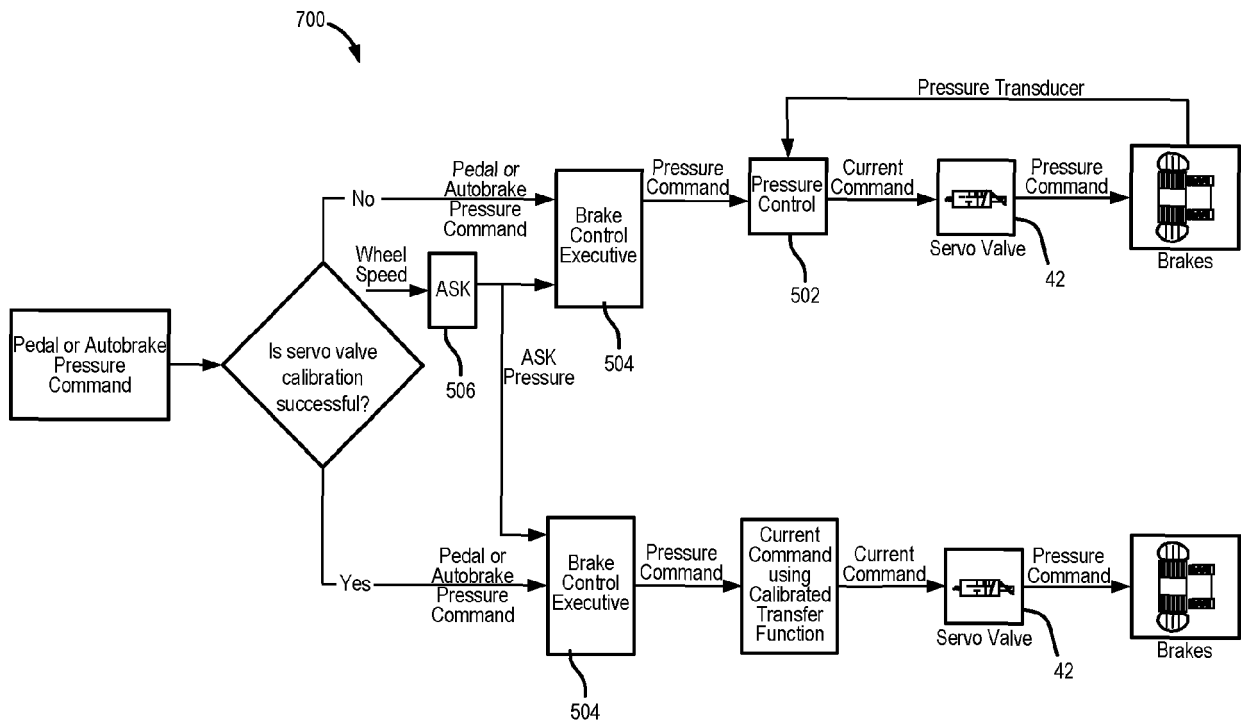 700
Pressure Transducer
Pedal or
Autobrake
Pressure
Command
Pressure
Command
Current
Command
Pressure
Command
No
Brake
Control
Executive
Pressure
Control
Servo Valve
Brakes
502
42
504
Wheel
Speed
ASK
506
ASK
Pressure
Pedal or Autobrake
Pressure
Command
Is servo valve
calibration
successful?
Yes
Pedal or
Autobrake
Pressure
Command
Brake
Control
Executive
504
Pressure
Command
Current
Command
using
Calibrated
Transfer
Function
Current
Command
Servo Valve
42
Pressure
Command
Brakes